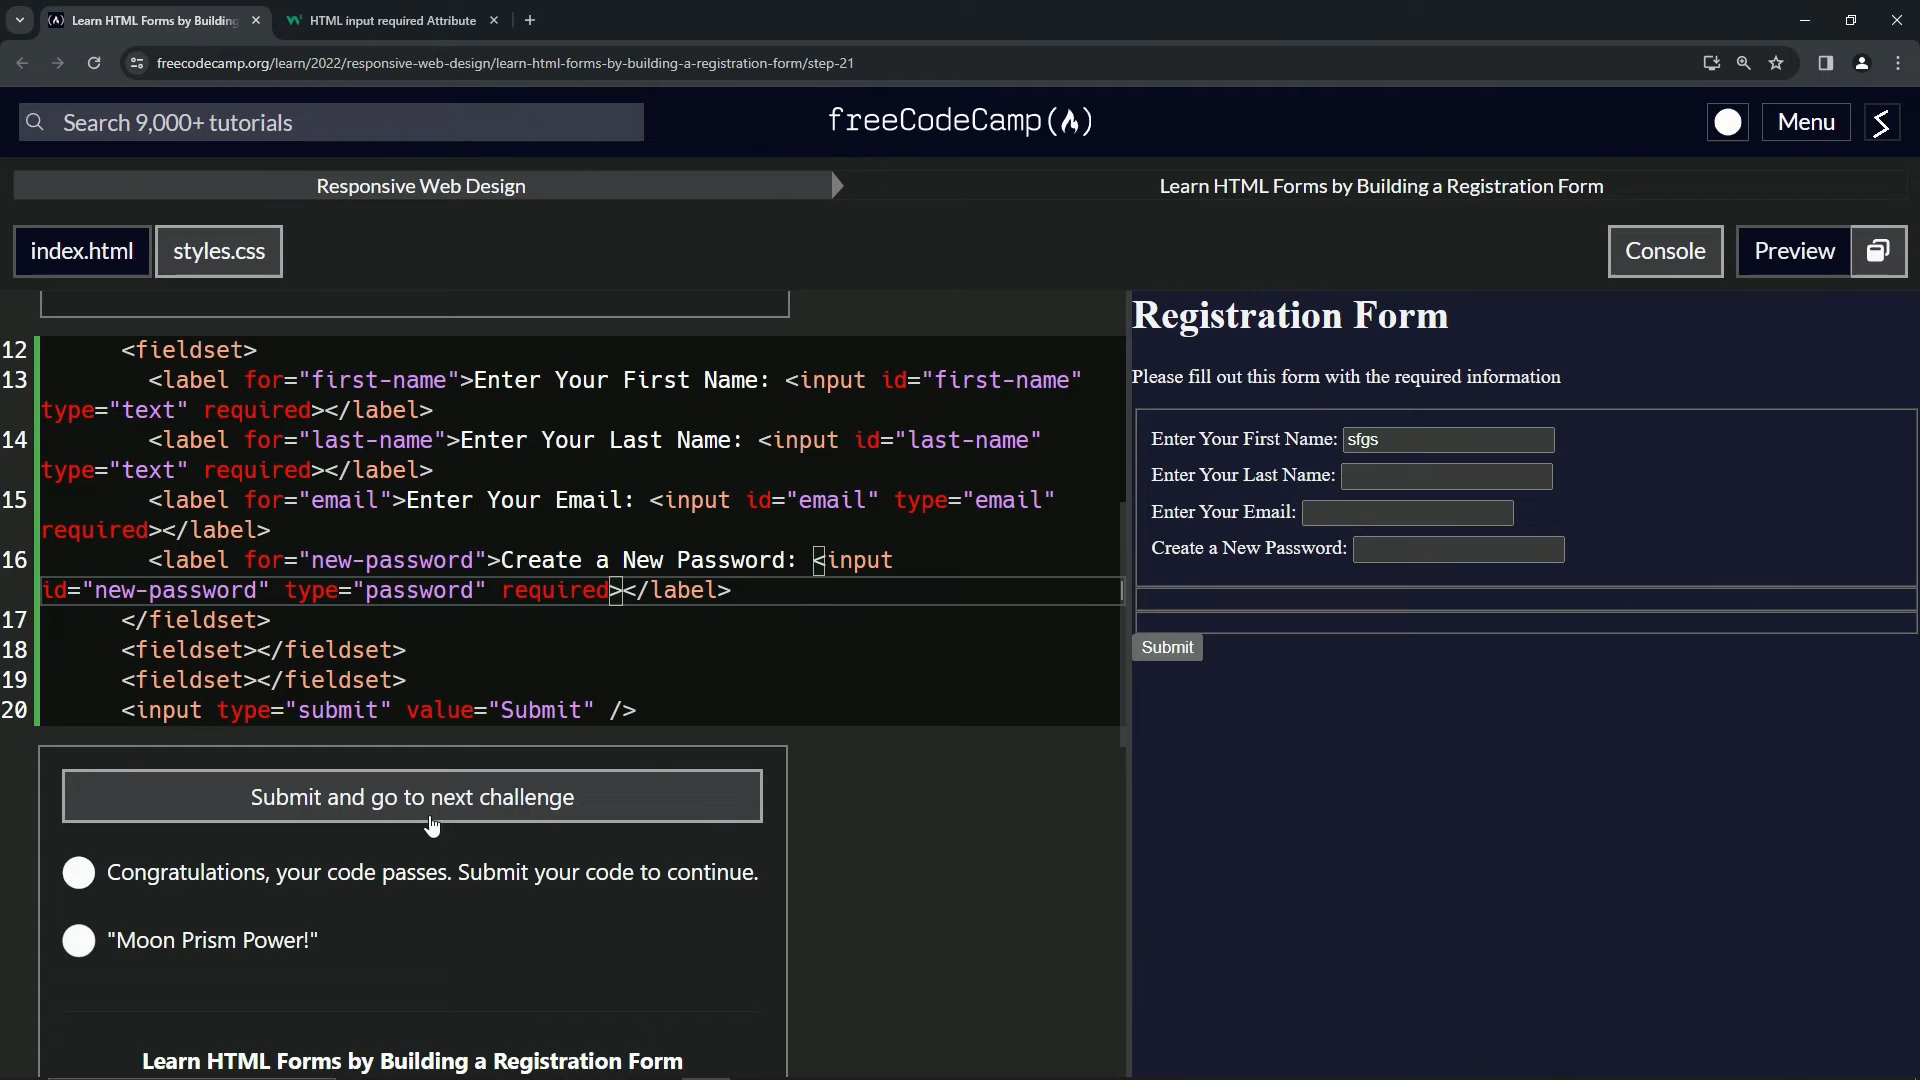 Learn HTML Forms by Building
HTML input required Attribute
freecodecamp.org/learn/2022/responsive-web-design/learn-html-forms-by-building-a-registration-form/step-21
Search 9,000+ tutorials
freeCodeCamp(🔥)
Menu
Responsive Web Design
Learn HTML Forms by Building a Registration Form
index.html
styles.css
Console
Preview
12 <fieldset>
13 <label for="first-name">Enter Your First Name: <input id="first-name"
type="text" required></label>
14 <label for="last-name">Enter Your Last Name: <input id="last-name"
type="text" required></label>
15 <label for="email">Enter Your Email: <input id="email" type="email"
required></label>
16 <label for="new-password">Create a New Password: <input
id="new-password" type="password" required></label>
17 </fieldset>
18 <fieldset></fieldset>
19 <fieldset></fieldset>
20 <input type="submit" value="Submit" />
Submit and go to next challenge
Congratulations, your code passes. Submit your code to continue.
"Moon Prism Power!"
Learn HTML Forms by Building a Registration Form
Registration Form
Please fill out this form with the required information
Enter Your First Name: sfgs
Enter Your Last Name:
Enter Your Email:
Create a New Password:
Submit